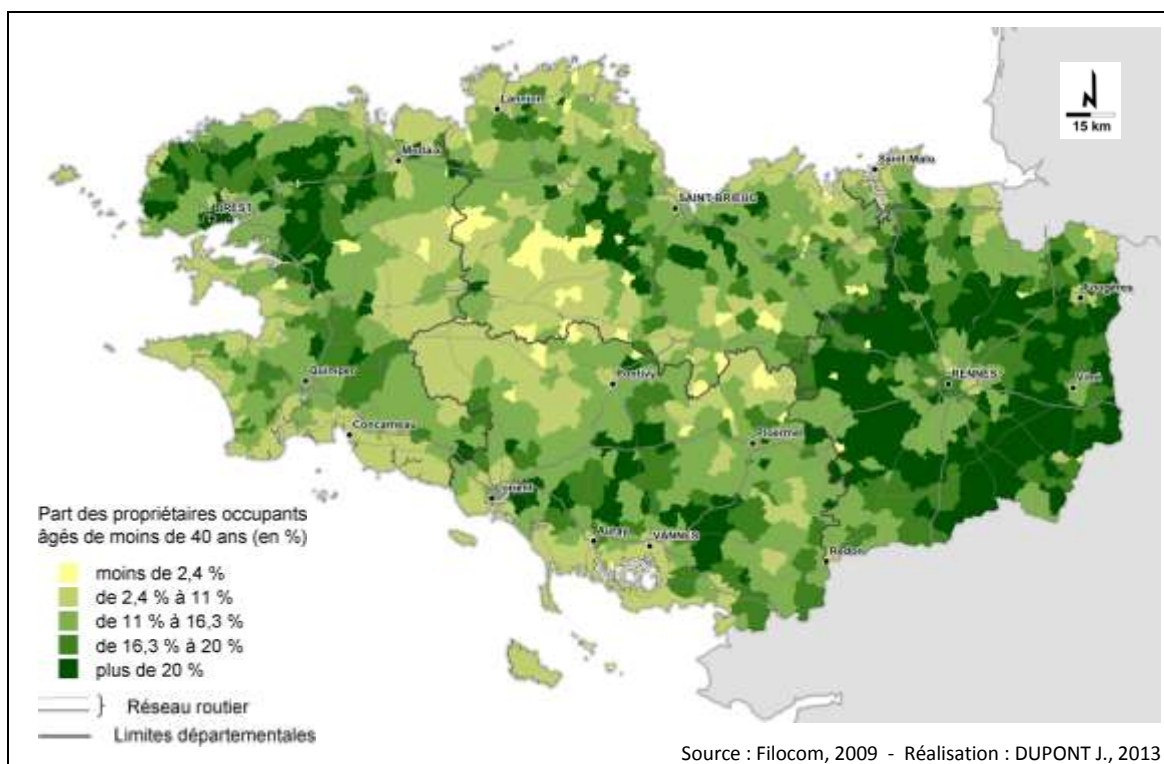 15 km
Lannion
Morlaix
Saint-Malo
SAINT-BRIEUC
BREST
Fougères
Quimper
Pontivy
RENNES
Vitré
Concarneau
Ploërmel
Lorient
Auray
VANNES
Redon
Part des propriétaires occupants
âgés de moins de 40 ans (en %)
moins de 2,4 %
de 2,4 % à 11 %
de 11 % à 16,3 %
de 16,3 % à 20 %
plus de 20 %
} Réseau routier
Limites départementales
Source : Filocom, 2009 - Réalisation : DUPONT J., 2013